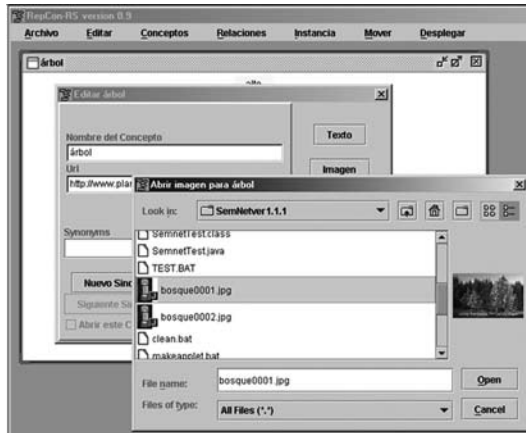 RepCon-RS version 0.9
Archivo Editar Conceptos Relaciones Instancia Mover Desplegar
árbol
Editar árbol
Nombre del Concepto
árbol
Texto
Url
Imagen
http://www.plan
Abrir imagen para árbol
Look in: SemNetver1.1.1
SemnetTest.class
SemnetTest.java
TEST.BAT
bosque0001.jpg
bosque0002.jpg
clean.bat
makeapplet.bat
Synonyms
Nuevo Sinó
Siguiente Si
Abrir este C
File name: bosque0001.jpg Open
Files of type: All Files (*.*) Cancel